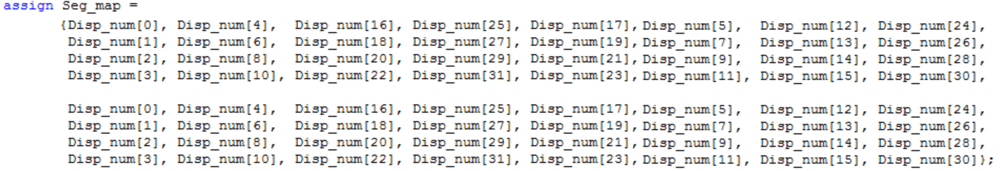 assign Seg_map =
{Disp_num[0], Disp_num[4], Disp_num[16], Disp_num[25], Disp_num[17], Disp_num[5], Disp_num[12], Disp_num[24],
Disp_num[1], Disp_num[6], Disp_num[18], Disp_num[27], Disp_num[19], Disp_num[7], Disp_num[13], Disp_num[26],
Disp_num[2], Disp_num[8], Disp_num[20], Disp_num[29], Disp_num[21], Disp_num[9], Disp_num[14], Disp_num[28],
Disp_num[3], Disp_num[10], Disp_num[22], Disp_num[31], Disp_num[23], Disp_num[11], Disp_num[15], Disp_num[30],
Disp_num[0], Disp_num[4], Disp_num[16], Disp_num[25], Disp_num[17], Disp_num[5], Disp_num[12], Disp_num[24],
Disp_num[1], Disp_num[6], Disp_num[18], Disp_num[27], Disp_num[19], Disp_num[7], Disp_num[13], Disp_num[26],
Disp_num[2], Disp_num[8], Disp_num[20], Disp_num[29], Disp_num[21], Disp_num[9], Disp_num[14], Disp_num[28],
Disp_num[3], Disp_num[10], Disp_num[22], Disp_num[31], Disp_num[23], Disp_num[11], Disp_num[15], Disp_num[30]};